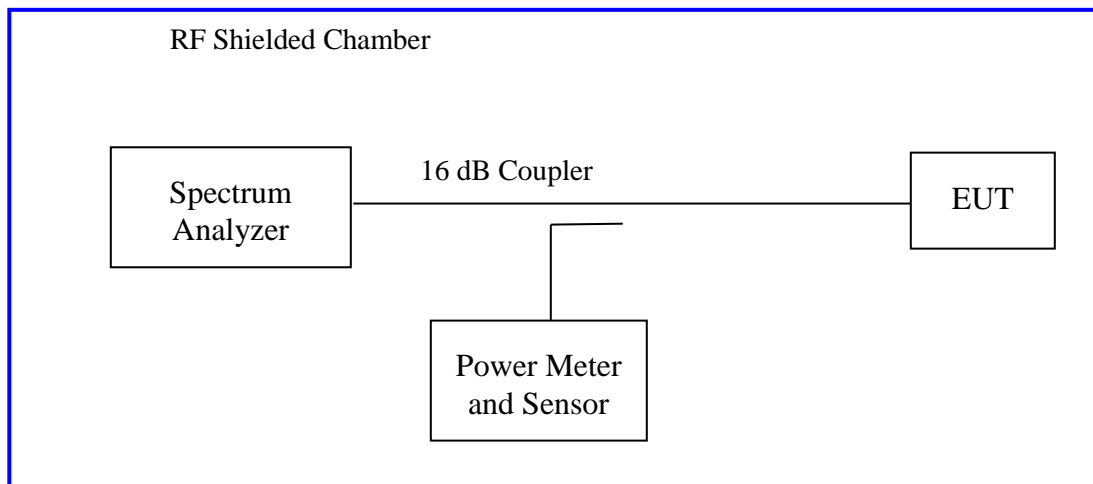 RF Shielded Chamber
16 dB Coupler
Spectrum
Analyzer
EUT
Power Meter
and Sensor